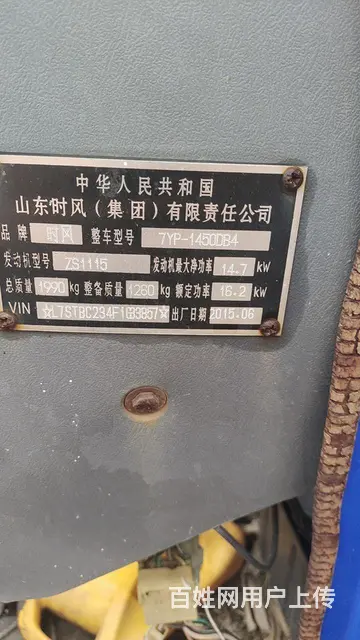 中华人民共和国
山东时风(集团)有限责任公司
品牌 时风 整车型号 7YP-1450DB4
发动机型号 7S1115 发动机最大净功率 14.7 kW
总质量 1990 kg 整备质量 1260 kg 额定功率 16.2 kW
VIN 出厂日期 2015.06
百姓网用户上传